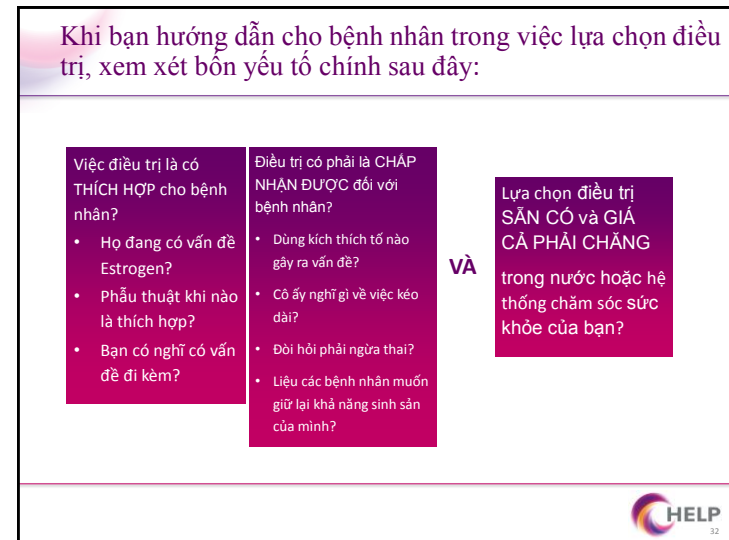 Khi bạn hướng dẫn cho bệnh nhân trong việc lựa chọn điều
trị, xem xét bốn yếu tố chính sau đây:
Việc điều trị là có
THÍCH HỢP cho bệnh
nhân?
• Họ đang có vấn đề
Estrogen?
• Phẫu thuật khi nào
là thích hợp?
• Bạn có nghĩ có vấn
đề đi kèm?
Điều trị có phải là CHẤP
NHẬN ĐƯỢC đối với
bệnh nhân?
• Dùng kích thích tố nào
gây ra vấn đề?
• Cô ấy nghĩ gì về việc kéo
dài?
• Đòi hỏi phải ngừa thai?
• Liệu các bệnh nhân muốn
giữ lại khả năng sinh sản
của mình?
VÀ
Lựa chọn điều trị
SẴN CÓ và GIÁ
CẢ PHẢI CHĂNG
trong nước hoặc hệ
thống chăm sóc sức
khỏe của bạn?
HELP
32